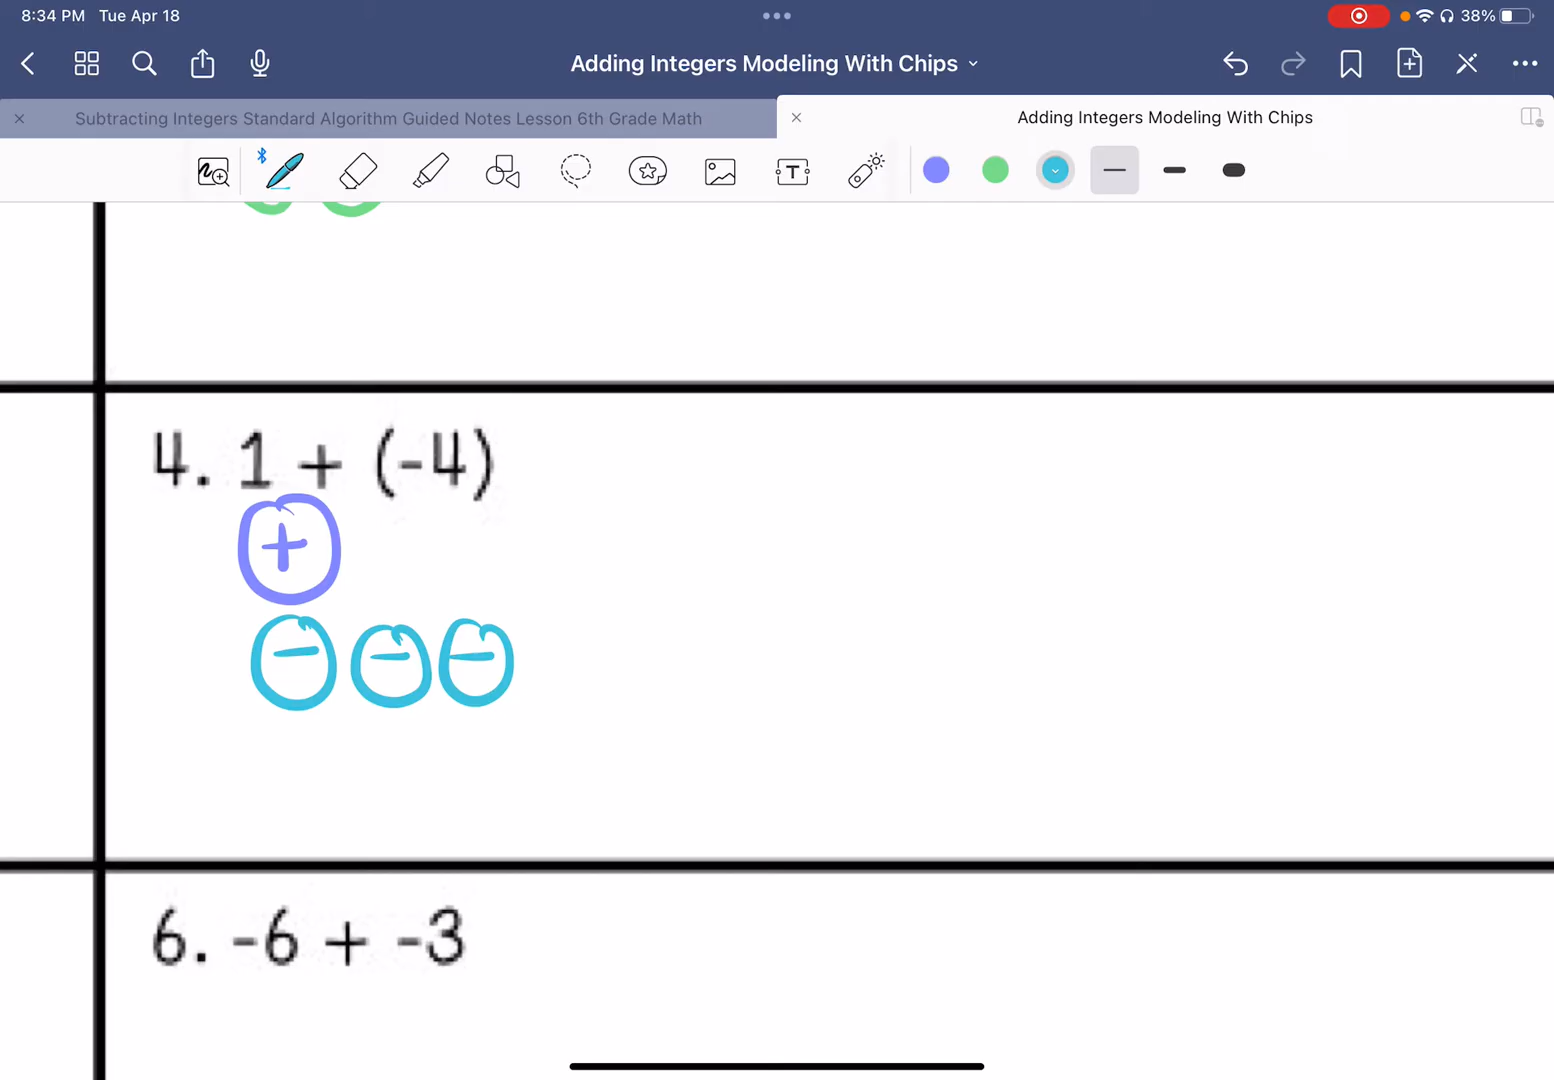 8:34 PM Tue Apr 18
38%
Adding Integers Modeling With Chips
Subtracting Integers Standard Algorithm Guided Notes Lesson 6th Grade Math
Adding Integers Modeling With Chips
T
4. 1 + (-4)
+
− − −
6. -6 + -3